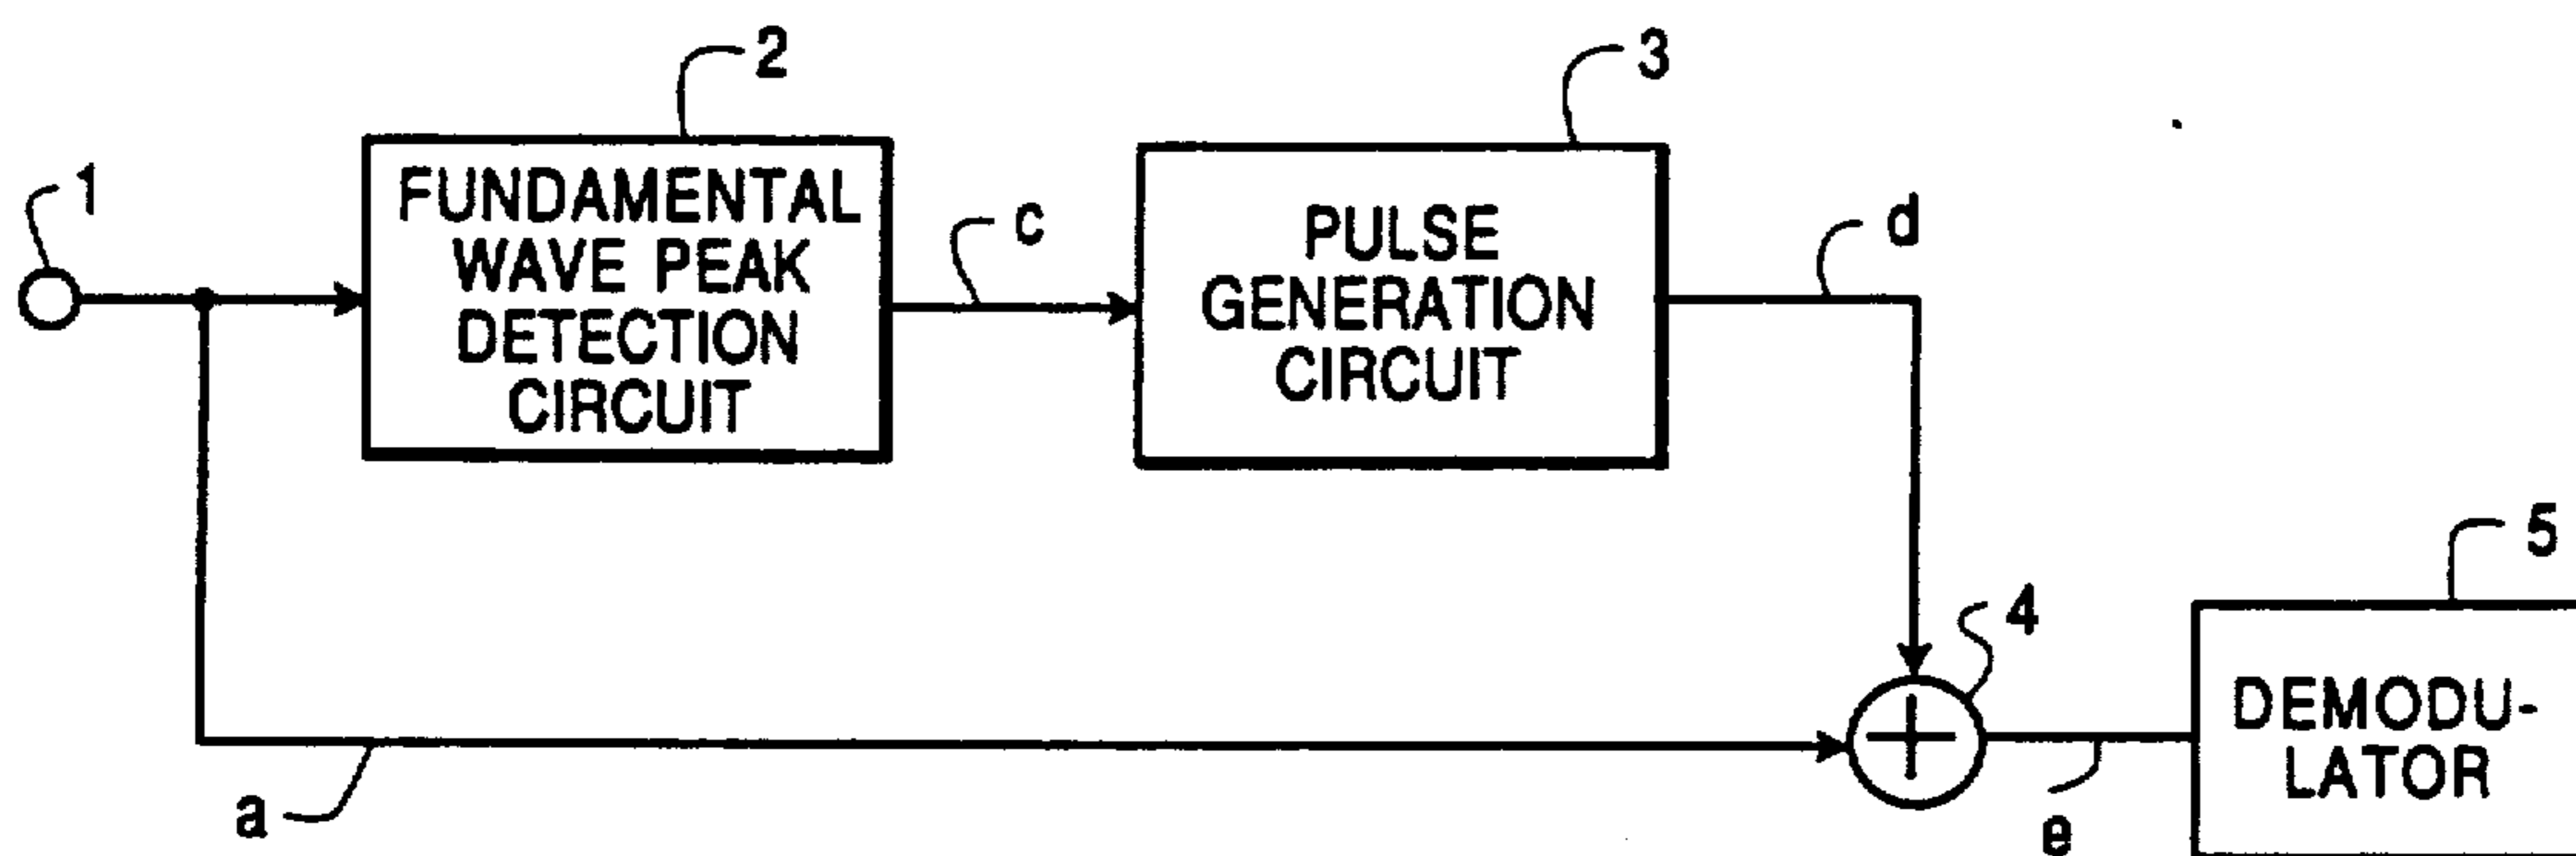 2
3
1
FUNDAMENTAL
WAVE PEAK
DETECTION
CIRCUIT
c
PULSE
GENERATION
CIRCUIT
d
5
4
DEMODU-
LATOR
a
e